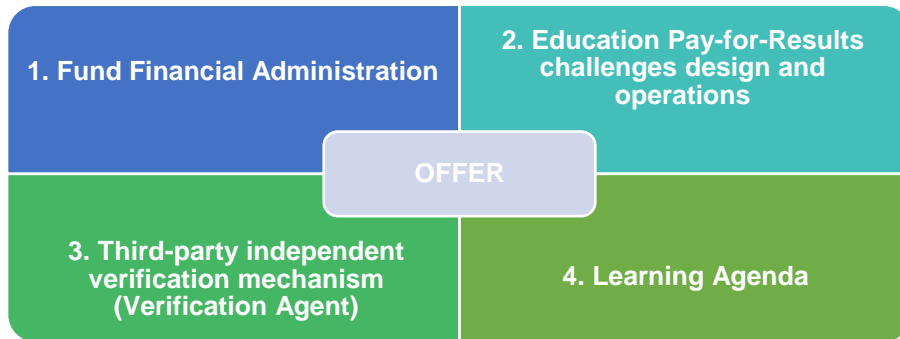 1. Fund Financial Administration
2. Education Pay-for-Results
challenges design and
operations
OFFER
3. Third-party independent
verification mechanism
(Verification Agent)
4. Learning Agenda